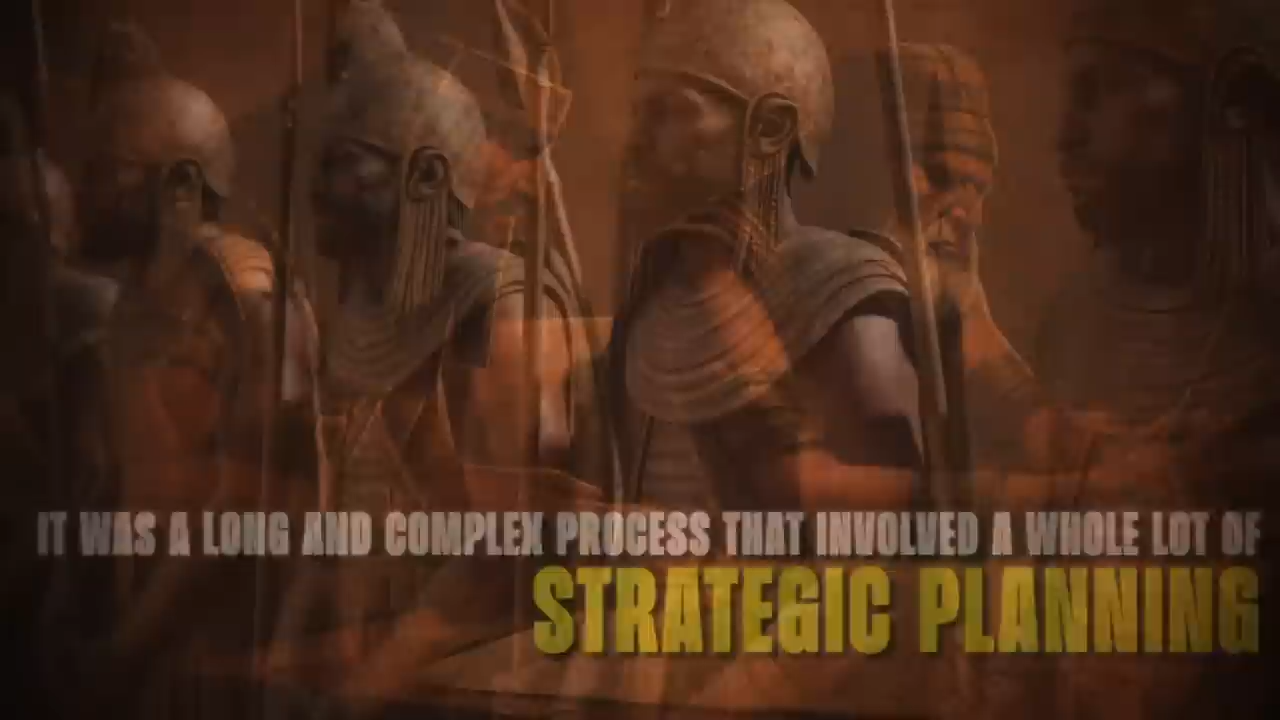 IT WAS A LONG AND COMPLEX PROCESS THAT INVOLVED A WHOLE LOT OF
STRATEGIC PLANNING